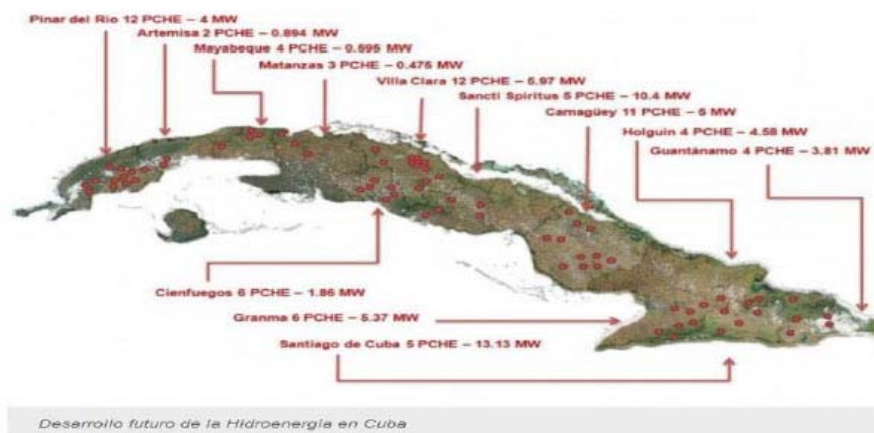 Pinar del Rio 12 PCHE – 4 MW
Artemisa 2 PCHE – 0.894 MW
Mayabeque 4 PCHE – 0.595 MW
Matanzas 3 PCHE – 0.475 MW
Villa Clara 12 PCHE – 5.97 MW
Sancti Spiritus 5 PCHE – 10.4 MW
Camagüey 11 PCHE – 5 MW
Holguin 4 PCHE – 4.58 MW
Guantánamo 4 PCHE – 3.81 MW
Cienfuegos 6 PCHE – 1.86 MW
Granma 6 PCHE – 5.37 MW
Santiago de Cuba 5 PCHE – 13.13 MW
Desarrollo futuro de la Hidroenergía en Cuba